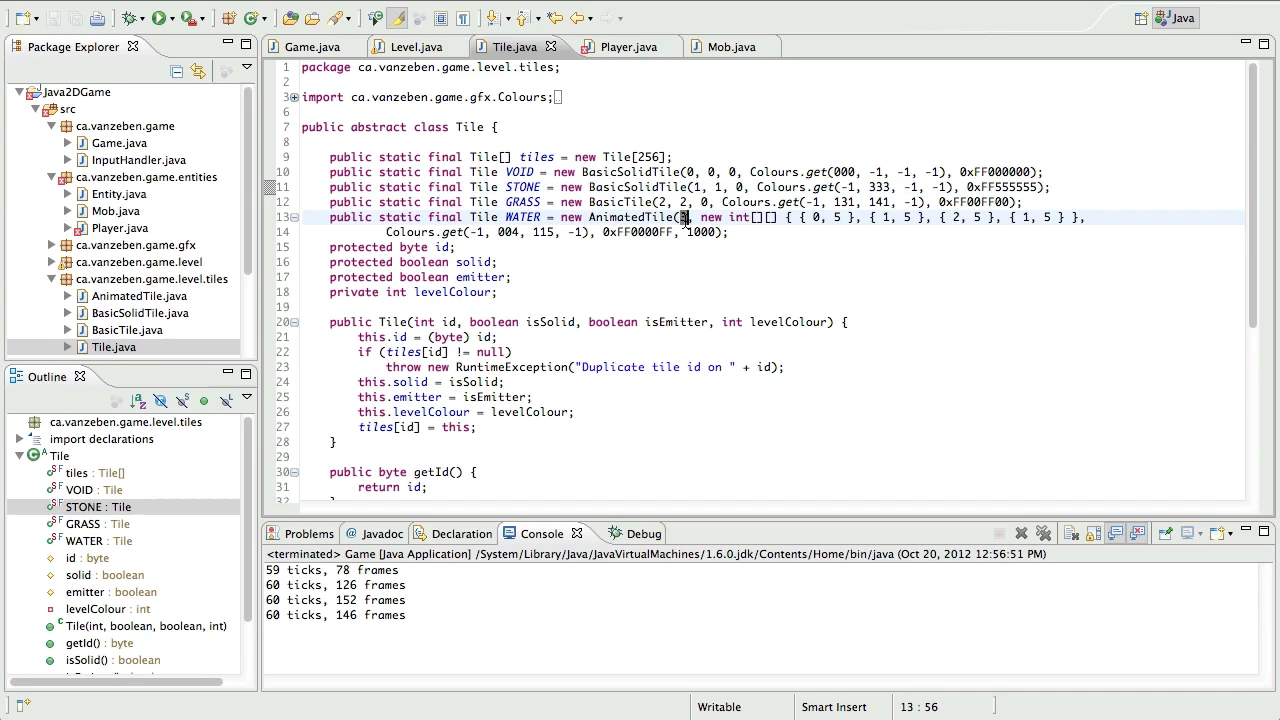 Java
Package Explorer
Java2DGame
src
ca.vanzeben.game
Game.java
InputHandler.java
ca.vanzeben.game.entities
Entity.java
Mob.java
Player.java
ca.vanzeben.game.gfx
ca.vanzeben.game.level
ca.vanzeben.game.level.tiles
AnimatedTile.java
BasicSolidTile.java
BasicTile.java
Tile.java
Outline
ca.vanzeben.game.level.tiles
import declarations
Tile
tiles : Tile[]
VOID : Tile
STONE : Tile
GRASS : Tile
WATER : Tile
id : byte
solid : boolean
emitter : boolean
levelColour : int
Tile(int, boolean, boolean, int)
getId() : byte
isSolid() : boolean
Game.java Level.java Tile.java Player.java Mob.java
1 package ca.vanzeben.game.level.tiles;
2
3 import ca.vanzeben.game.gfx.Colours;
6
7 public abstract class Tile {
8
9 public static final Tile[] tiles = new Tile[256];
10 public static final Tile VOID = new BasicSolidTile(0, 0, 0, Colours.get(000, -1, -1, -1), 0xFF000000);
11 public static final Tile STONE = new BasicSolidTile(1, 1, 0, Colours.get(-1, 333, -1, -1), 0xFF555555);
12 public static final Tile GRASS = new BasicTile(2, 2, 0, Colours.get(-1, 131, 141, -1), 0xFF00FF00);
13 public static final Tile WATER = new AnimatedTile(3, new int[][] { { 0, 5 }, { 1, 5 }, { 2, 5 }, { 1, 5 } },
14 Colours.get(-1, 004, 115, -1), 0xFF0000FF, 1000);
15 protected byte id;
16 protected boolean solid;
17 protected boolean emitter;
18 private int levelColour;
19
20 public Tile(int id, boolean isSolid, boolean isEmitter, int levelColour) {
21 this.id = (byte) id;
22 if (tiles[id] != null)
23 throw new RuntimeException("Duplicate tile id on " + id);
24 this.solid = isSolid;
25 this.emitter = isEmitter;
26 this.levelColour = levelColour;
27 tiles[id] = this;
28 }
29
30 public byte getId() {
31 return id;
32
Problems Javadoc Declaration Console Debug
<terminated> Game [Java Application] /System/Library/Java/JavaVirtualMachines/1.6.0.jdk/Contents/Home/bin/java (Oct 20, 2012 12:56:51 PM)
59 ticks, 78 frames
60 ticks, 126 frames
60 ticks, 152 frames
60 ticks, 146 frames
Writable Smart Insert 13 : 56